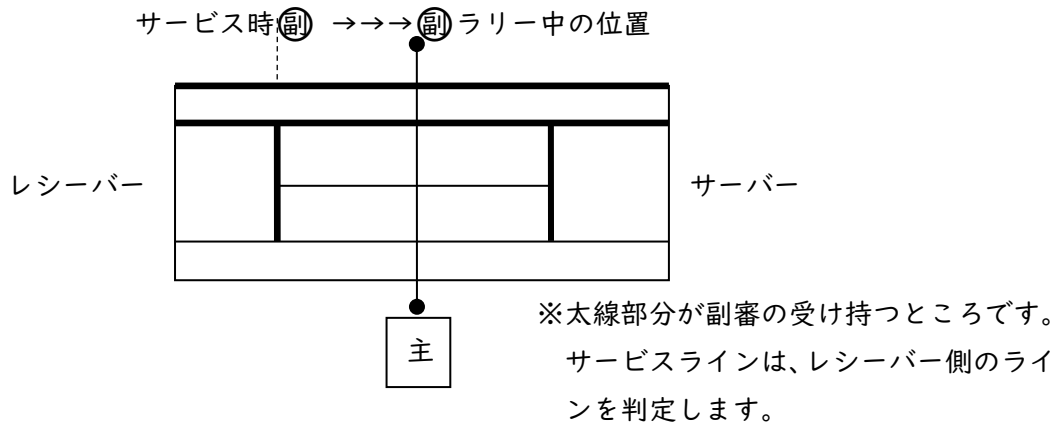 サービス時副 →→→副ラリー中の位置
レシーバー
サーバー
主
※太線部分が副審の受け持つところです。
サービスラインは、レシーバー側のライ
ンを判定します。